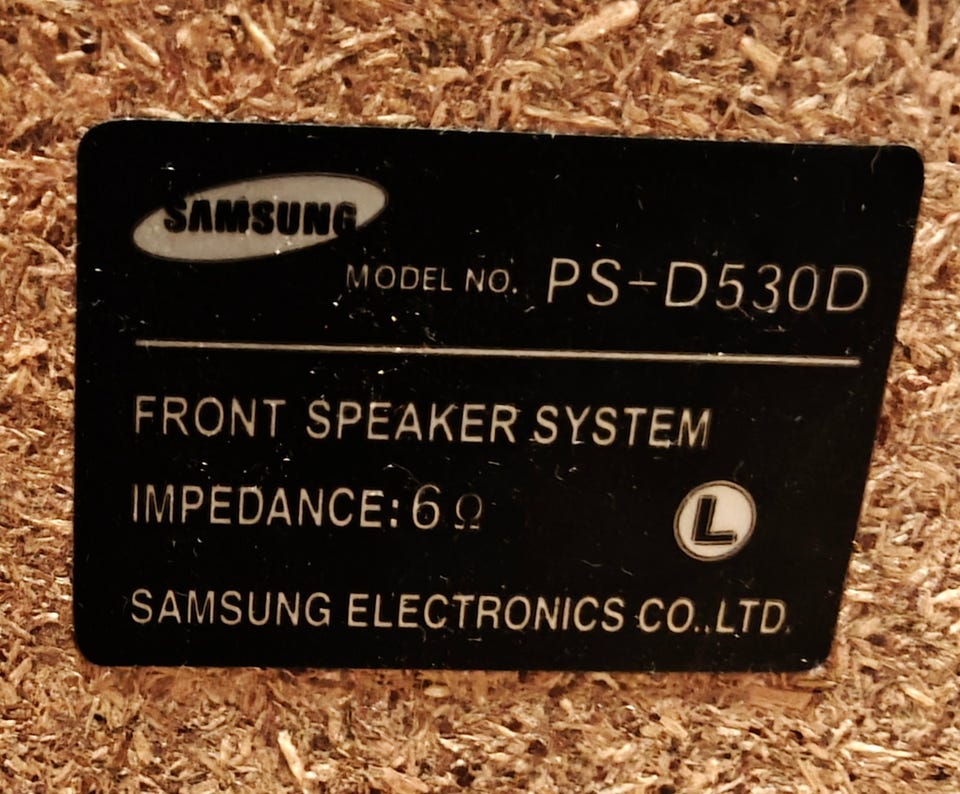 SAMSUNG
MODEL NO. PS-D530D
FRONT SPEAKER SYSTEM
IMPEDANCE: 6 Ω
L
SAMSUNG ELECTRONICS CO.,LTD.